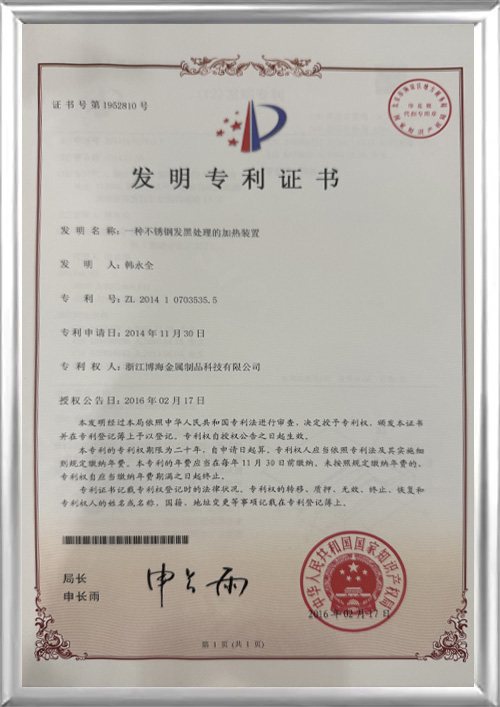 证书号第1952810号
发明专利证书
发明名称：一种不锈钢发黑处理的加热装置
发明人：韩永全
专利号：ZL 2014 1 0703535.5
专利申请日：2014年11月30日
专利权人：浙江博海金属制品科技有限公司
授权公告日：2016年02月17日
本发明经过本局依照中华人民共和国专利法进行审查，决定授予专利权，颁发本证书
并在专利登记簿上予以登记。专利权自授权公告之日起生效。
本专利的专利权期限为二十年，自申请日起算。专利权人应当依照专利法及其实施细
则规定缴纳年费。本专利的年费应当在每年11月30日前缴纳。未按照规定缴纳年费的，
专利权自应当缴纳年费期满之日起终止。
专利证书记载专利权登记时的法律状况。专利权的转移、质押、无效、终止、恢复和
专利权人的姓名或名称、国籍、地址变更等事项记载在专利登记簿上。
局长
申长雨
申长雨
中华人民共和国国家知识产权局
2016年02月17日
第1页（共1页）